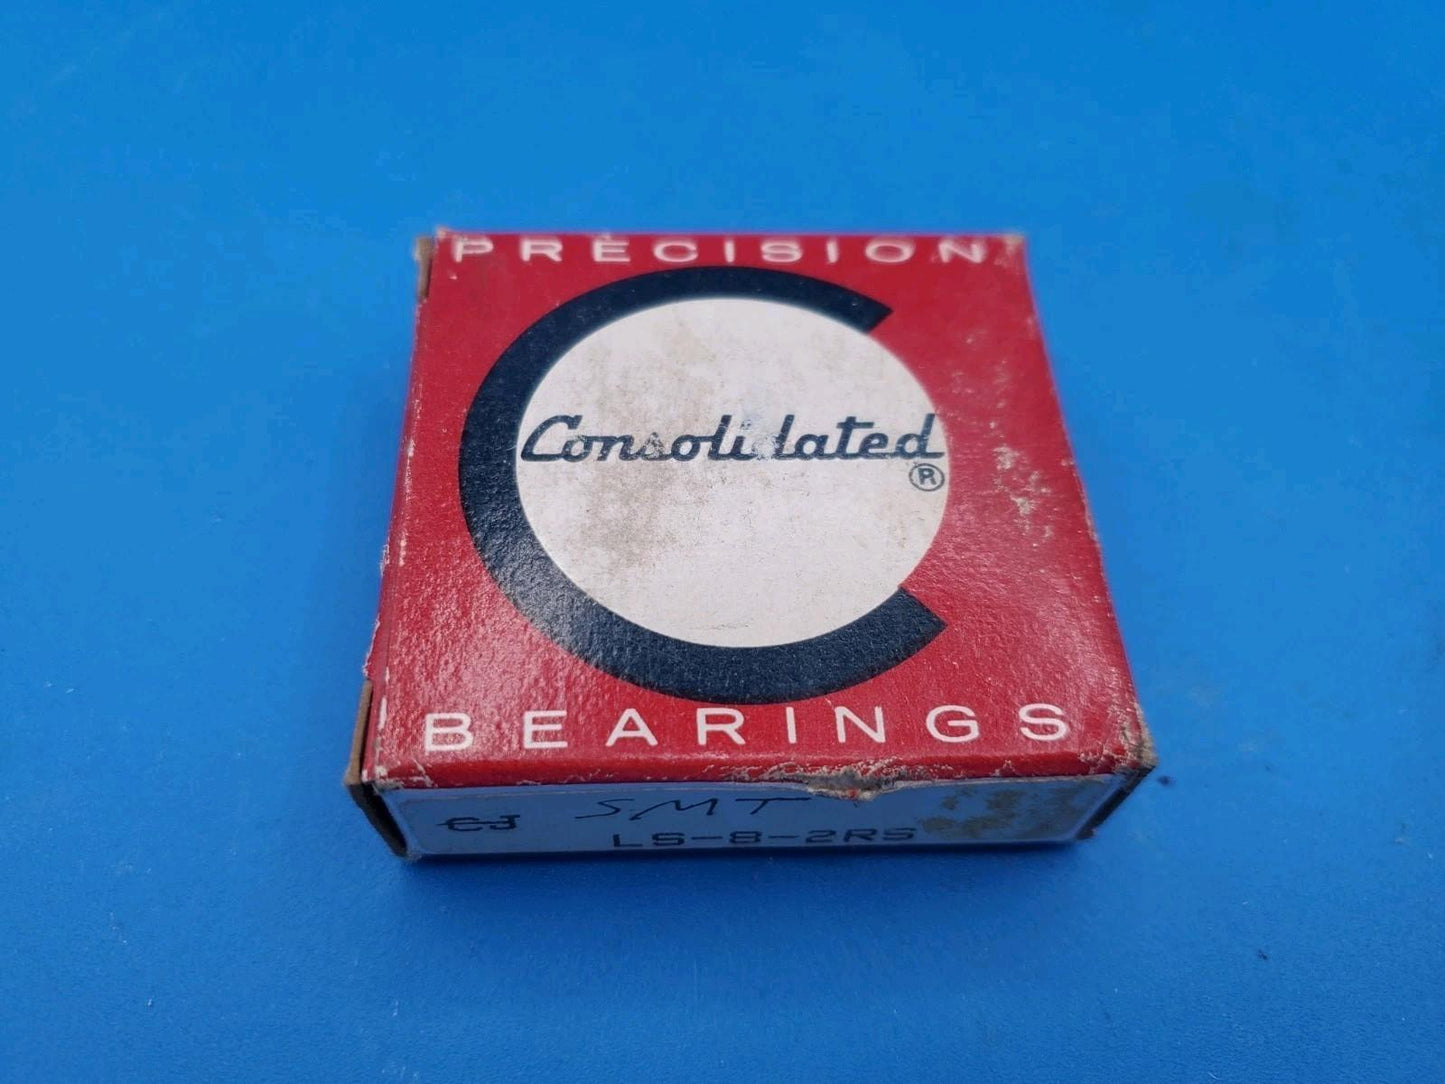 PRECISION
Consolidated
®
BEARINGS
CJ SMT
LS-8-2RS